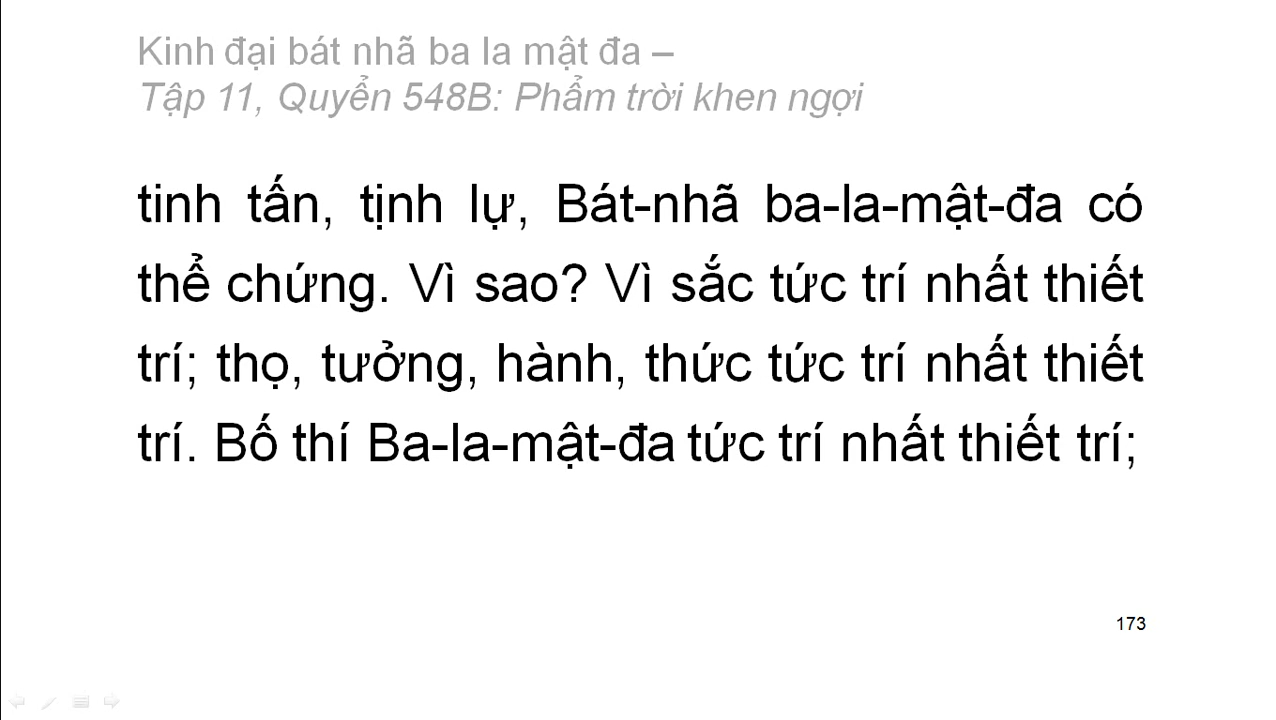 Kinh đại bát nhã ba la mật đa –
Tập 11, Quyển 548B: Phẩm trời khen ngợi
tinh tấn, tịnh lự, Bát-nhã ba-la-mật-đa có
thể chứng. Vì sao? Vì sắc tức trí nhất thiết
trí; thọ, tưởng, hành, thức tức trí nhất thiết
trí. Bố thí Ba-la-mật-đa tức trí nhất thiết trí;
173